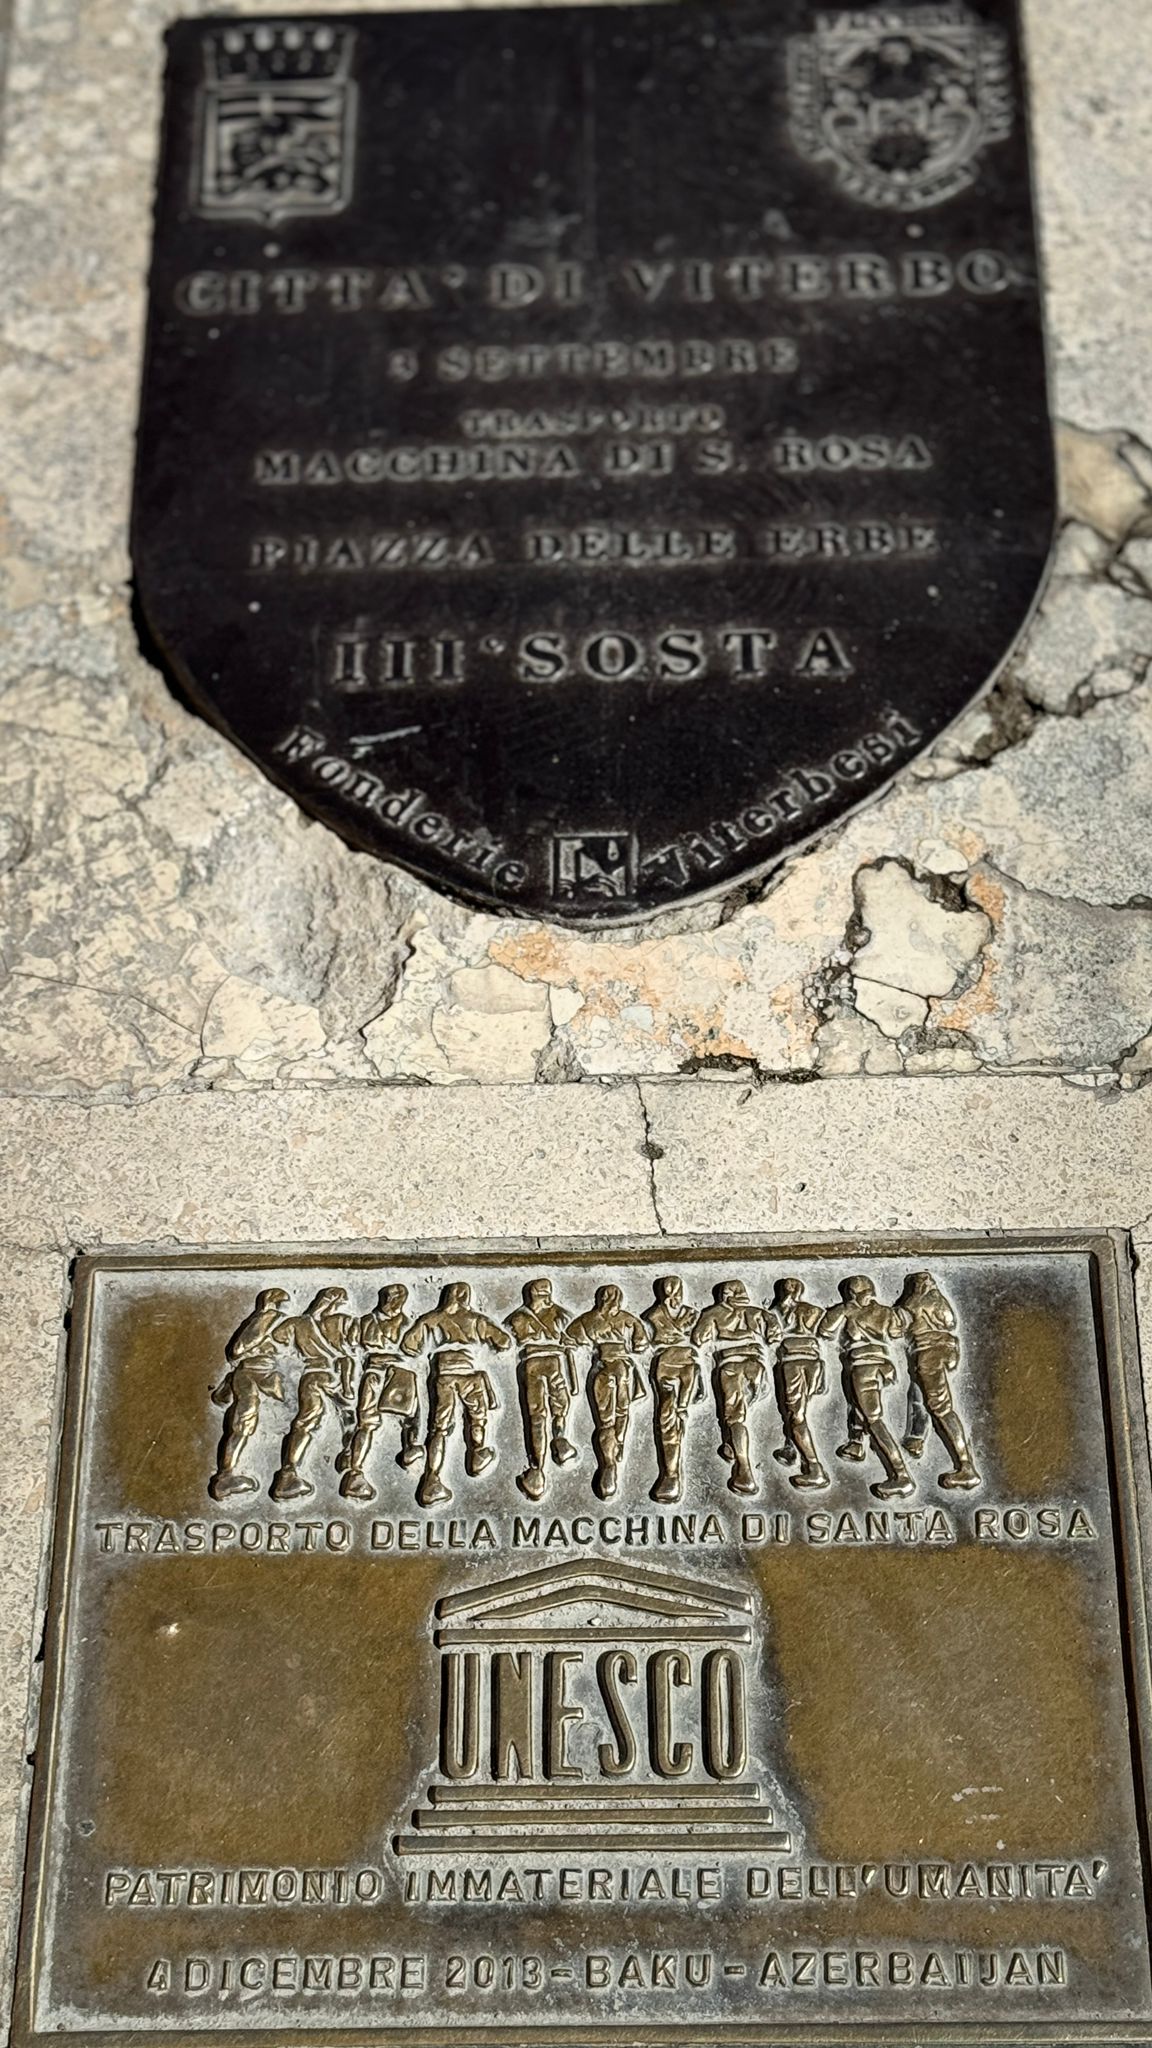 CITTA' DI VITERBO
3 SETTEMBRE
TRASPORTO
MACCHINA DI S. ROSA
PIAZZA DELLE ERBE
III° SOSTA
Fonderie Viterbesi
TRASPORTO DELLA MACCHINA DI SANTA ROSA
UNESCO
PATRIMONIO IMMATERIALE DELL'UMANITA'
4 DICEMBRE 2013 - BAKU - AZERBAIJAN